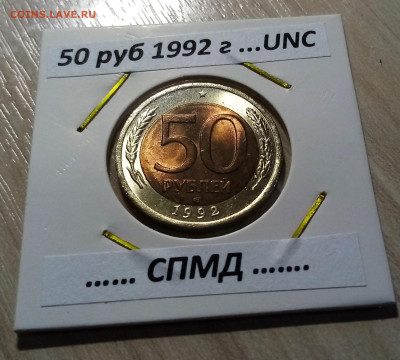 COINS.LAVE.RU
50 руб 1992 г ...UNC
50
РУБЛЕЙ
1992
...... СПМД .......